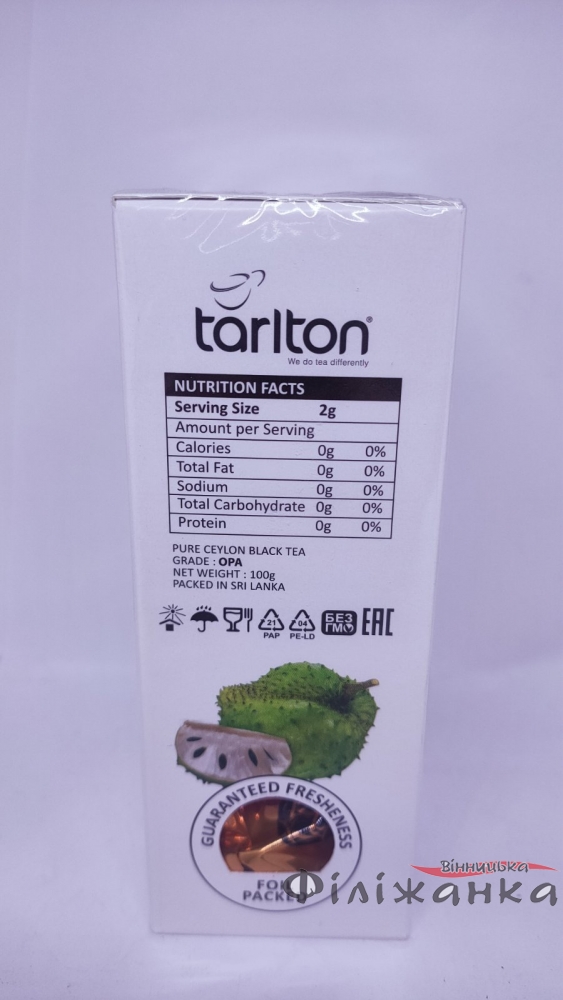 tarlton®
We do tea differently
NUTRITION FACTS
Serving Size 2g
Amount per Serving
Calories 0g 0%
Total Fat 0g 0%
Sodium 0g 0%
Total Carbohydrate 0g 0%
Protein 0g 0%
PURE CEYLON BLACK TEA
GRADE : OPA
NET WEIGHT : 100g
PACKED IN SRI LANKA
21
PAP
04
PE-LD
БЕЗ
ГМО
EAC
GUARANTEED FRESHENESS
PACKED
Вінницька
Філіжанка